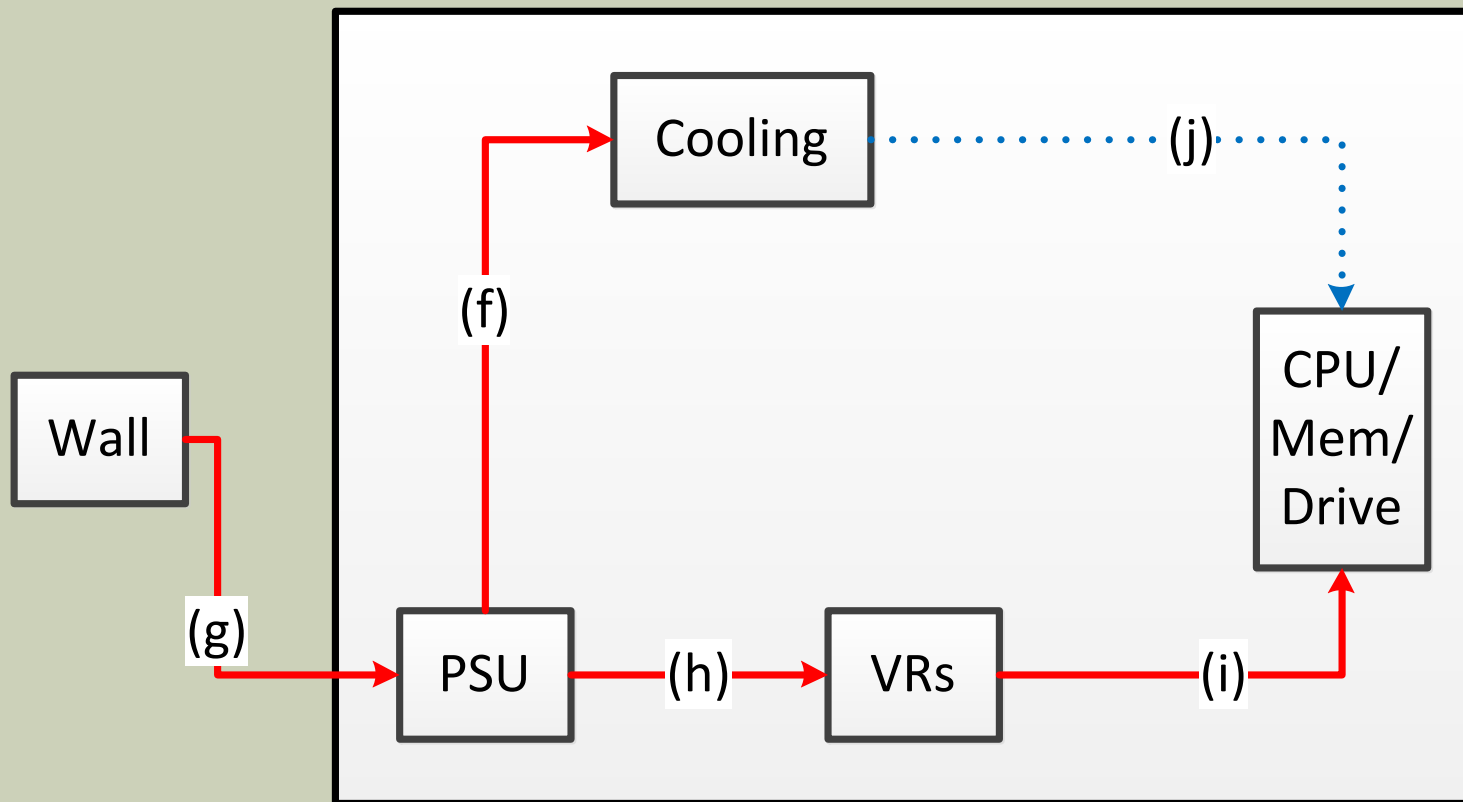 Cooling
(j)
(f)
CPU/
Mem/
Drive
Wall
(g)
PSU
(h)
VRs
(i)